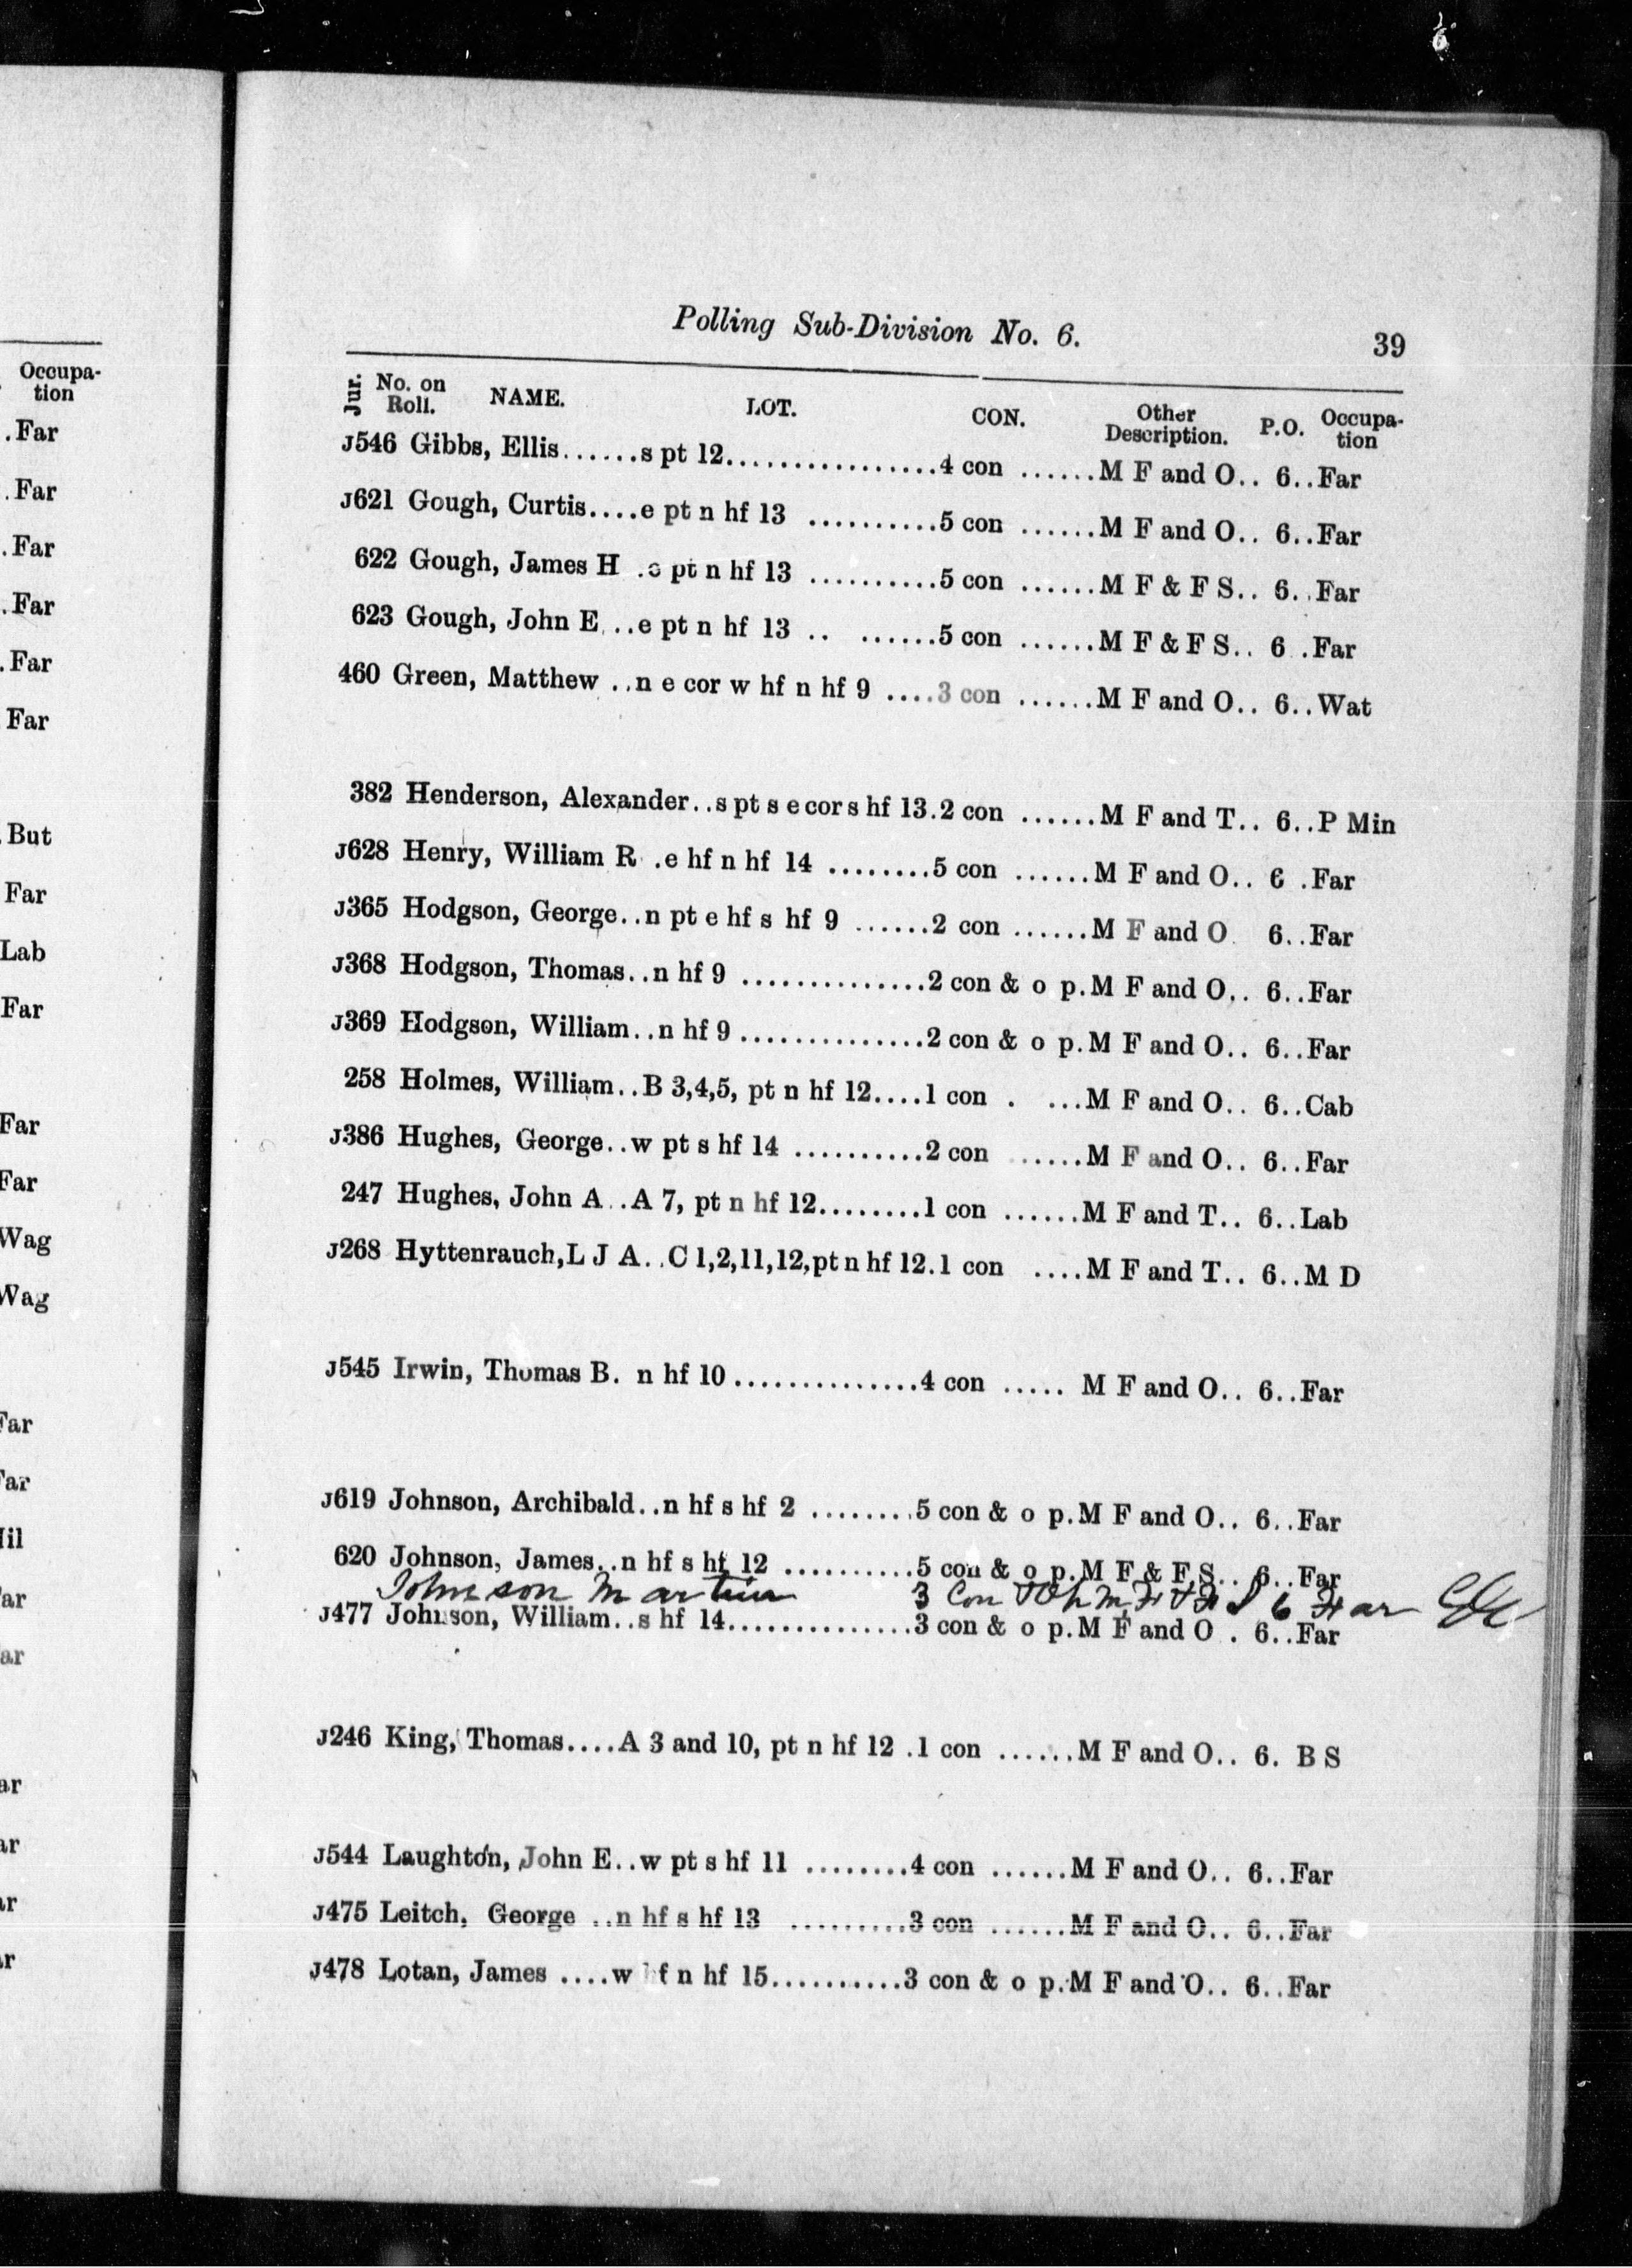 Polling Sub-Division No. 6. 39
Jur. No. on Roll. NAME. LOT. CON. Other Description. P.O. Occupa-tion
J546 Gibbs, Ellis......s pt 12................4 con ......M F and O.. 6..Far
J621 Gough, Curtis....e pt n hf 13 ..........5 con ......M F and O.. 6..Far
622 Gough, James H .e pt n hf 13 ..........5 con ......M F & F S.. 6..Far
623 Gough, John E...e pt n hf 13 .. ......5 con ......M F & F S.. 6 .Far
460 Green, Matthew ..n e cor w hf n hf 9 ....3 con ......M F and O.. 6..Wat
382 Henderson, Alexander..s pt s e cor s hf 13.2 con ......M F and T.. 6..P Min
J628 Henry, William R .e hf n hf 14 ........5 con ......M F and O.. 6 .Far
J365 Hodgson, George..n pt e hf s hf 9 ......2 con ......M F and O. 6..Far
J368 Hodgson, Thomas..n hf 9 ...............2 con & o p.M F and O.. 6..Far
J369 Hodgson, William..n hf 9 ...............2 con & o p.M F and O.. 6..Far
258 Holmes, William..B 3,4,5, pt n hf 12....1 con . ...M F and O.. 6..Cab
J386 Hughes, George..w pt s hf 14 ..........2 con ......M F and O.. 6..Far
247 Hughes, John A..A 7, pt n hf 12........1 con ......M F and T.. 6..Lab
J268 Hyttenrauch,L J A..C 1,2,11,12,pt n hf 12.1 con ....M F and T.. 6..M D
J545 Irwin, Thomas B. n hf 10...............4 con ..... M F and O.. 6..Far
J619 Johnson, Archibald..n hf s hf 2 ........5 con & o p.M F and O.. 6..Far
620 Johnson, James..n hf s hf 12 ..........5 con & o p.M F & F S.. 6..Far
Johnson Martin 3 Con & O p M F & F S 6 Far
J477 Johnson, William..s hf 14...............3 con & o p.M F and O . 6..Far
J246 King, Thomas....A 3 and 10, pt n hf 12 .1 con ......M F and O.. 6. B S
J544 Laughton, John E..w pt s hf 11 ........4 con ......M F and O.. 6..Far
J475 Leitch, George ..n hf s hf 13 .........3 con ......M F and O.. 6..Far
J478 Lotan, James ....w hf n hf 15...........3 con & o p.M F and O.. 6..Far
Occupa-
tion
.Far
.Far
.Far
.Far
.Far
Far
.But
Far
Lab
Far
Far
Far
Wag
Wag
Far
Far